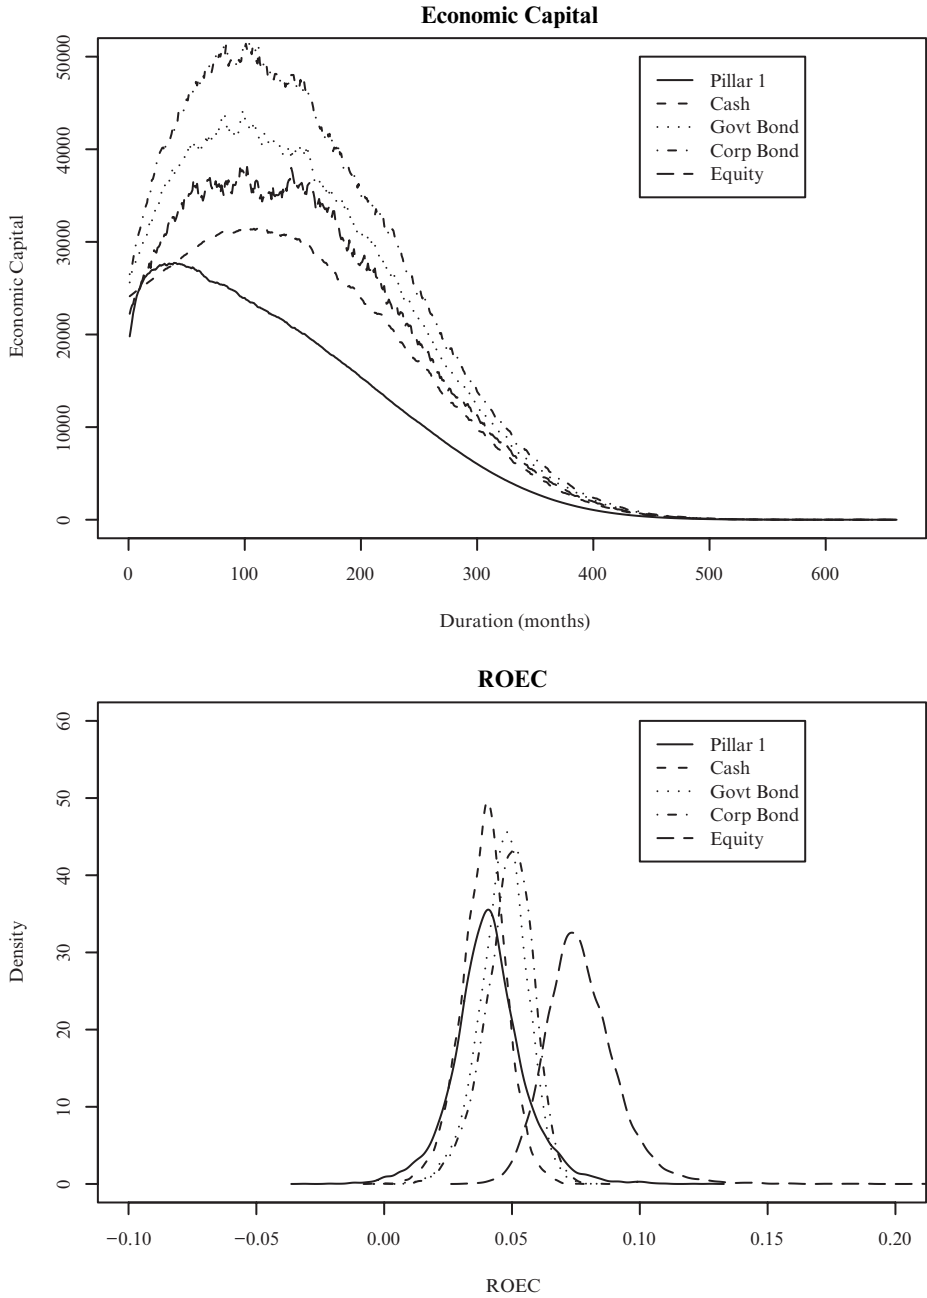 Economic Capital
Economic Capital
50000
40000
30000
20000
10000
0
Pillar 1
Cash
Govt Bond
Corp Bond
Equity
0 100 200 300 400 500 600
Duration (months)
ROEC
Density
60
50
40
30
20
10
0
Pillar 1
Cash
Govt Bond
Corp Bond
Equity
−0.10 −0.05 0.00 0.05 0.10 0.15 0.20
ROEC